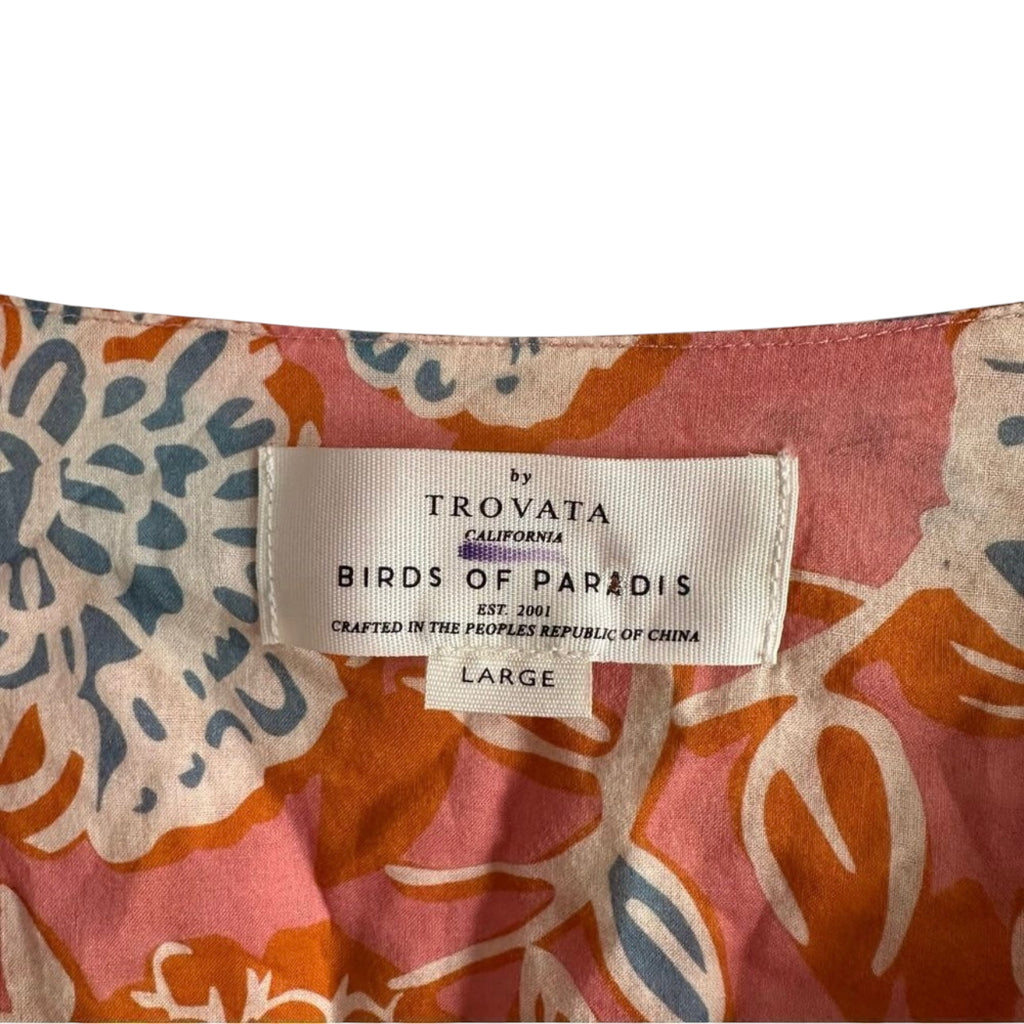 by
TROVATA
CALIFORNIA
BIRDS OF PARADIS
EST. 2001
CRAFTED IN THE PEOPLES REPUBLIC OF CHINA
LARGE